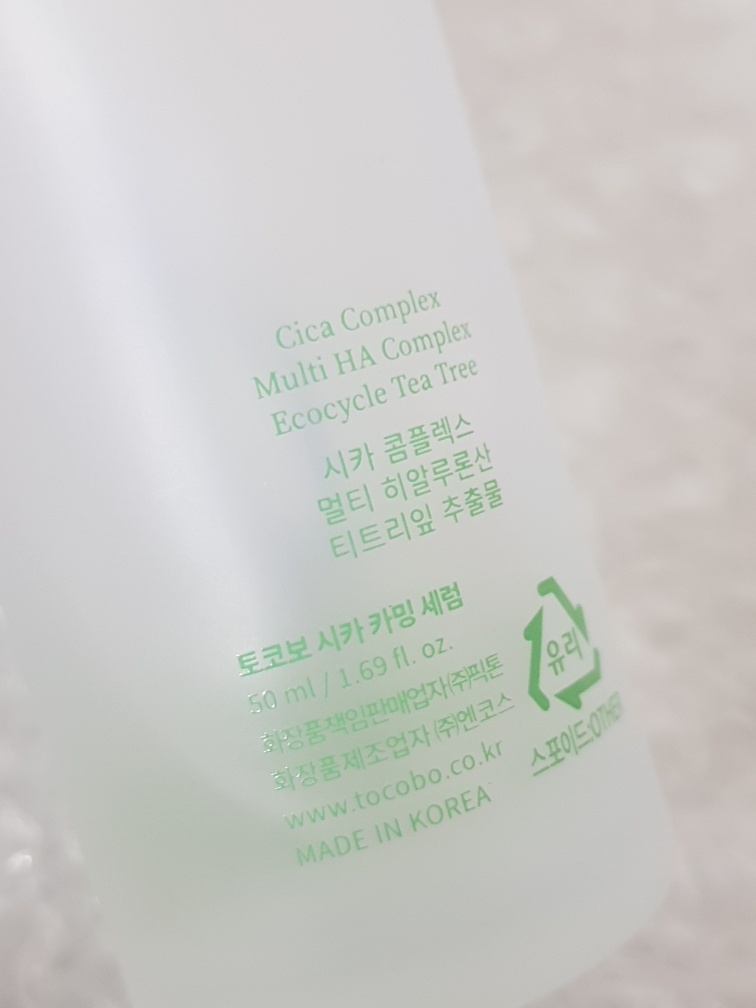 Cica Complex
Multi HA Complex
Ecocycle Tea Tree
시카 콤플렉스
멀티 히알루론산
티트리잎 추출물
토코보 시카 카밍 세럼
50 ml / 1.69 fl. oz.
화장품책임판매업자 (주)픽톤
화장품제조업자 (주)엔코스
www.tocobo.co.kr
MADE IN KOREA
유리
스포이드:OTHER